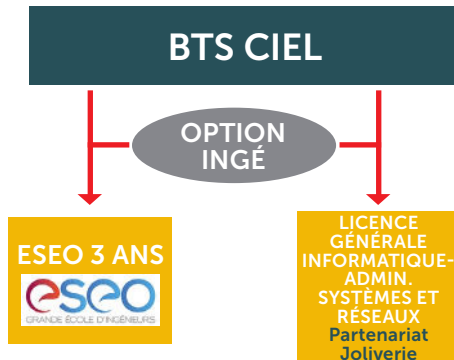 BTS CIEL
OPTION
INGÉ
ESEO 3 ANS
eseo
GRANDE ÉCOLE D'INGÉNIEURS
LICENCE
GÉNÉRALE
INFORMATIQUE-
ADMIN.
SYSTÈMES ET
RÉSEAUX
Partenariat
Joliverie